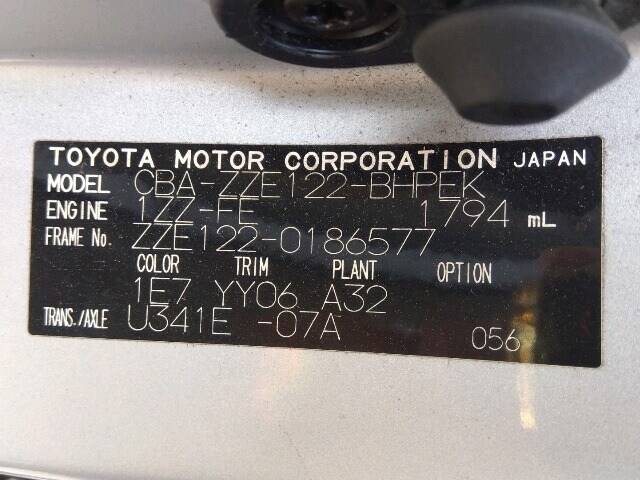 TOYOTA MOTOR CORPORATION JAPAN
MODEL CBA-ZZE122-BHPEK
ENGINE 1ZZ-FE 1794 mL
FRAME No. ZZE122-0186577
COLOR TRIM PLANT OPTION
1E7 YY06 A32
TRANS./AXLE U341E -07A
056